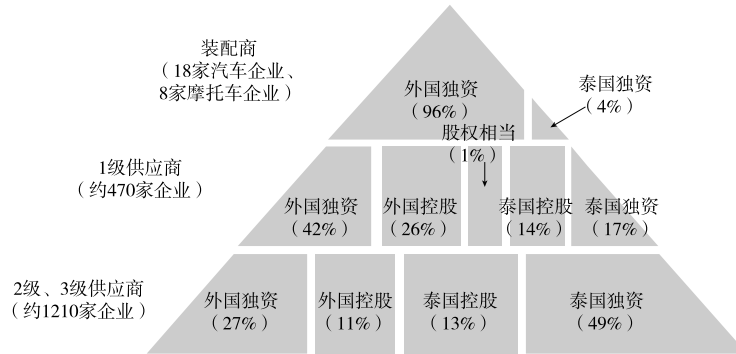 装配商
（18家汽车企业、
8家摩托车企业）
外国独资
（96%）
泰国独资
（4%）
股权相当
（1%）
1级供应商
（约470家企业）
外国独资
（42%）
外国控股
（26%）
泰国控股
（14%）
泰国独资
（17%）
2级、3级供应商
（约1210家企业）
外国独资
（27%）
外国控股
（11%）
泰国控股
（13%）
泰国独资
（49%）